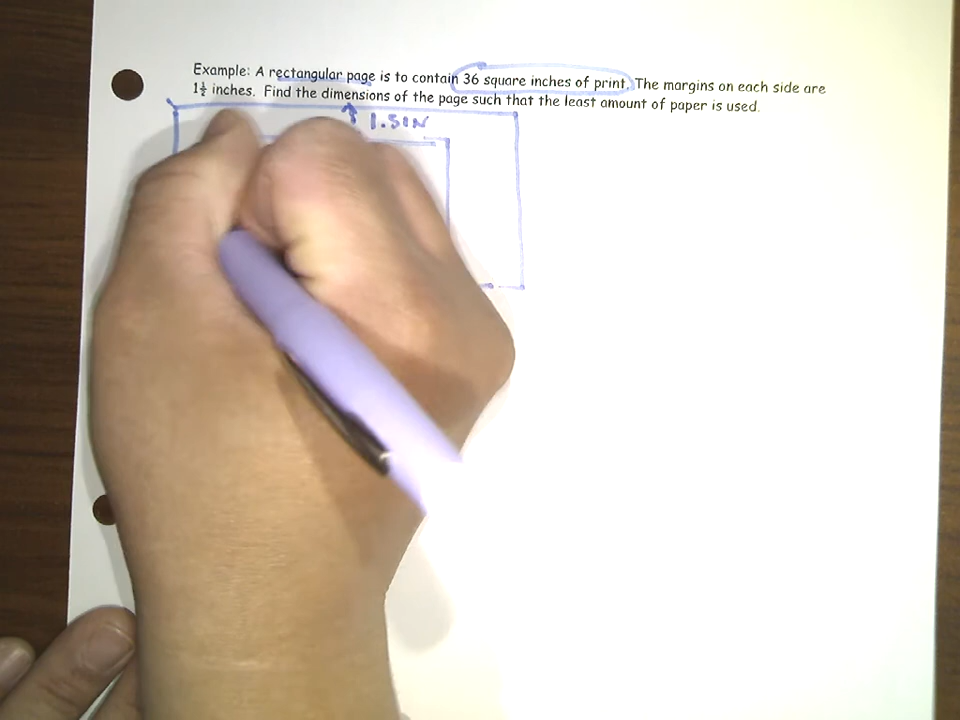 Example: A rectangular page is to contain 36 square inches of print. The margins on each side are
1½ inches. Find the dimensions of the page such that the least amount of paper is used.
1.5IN